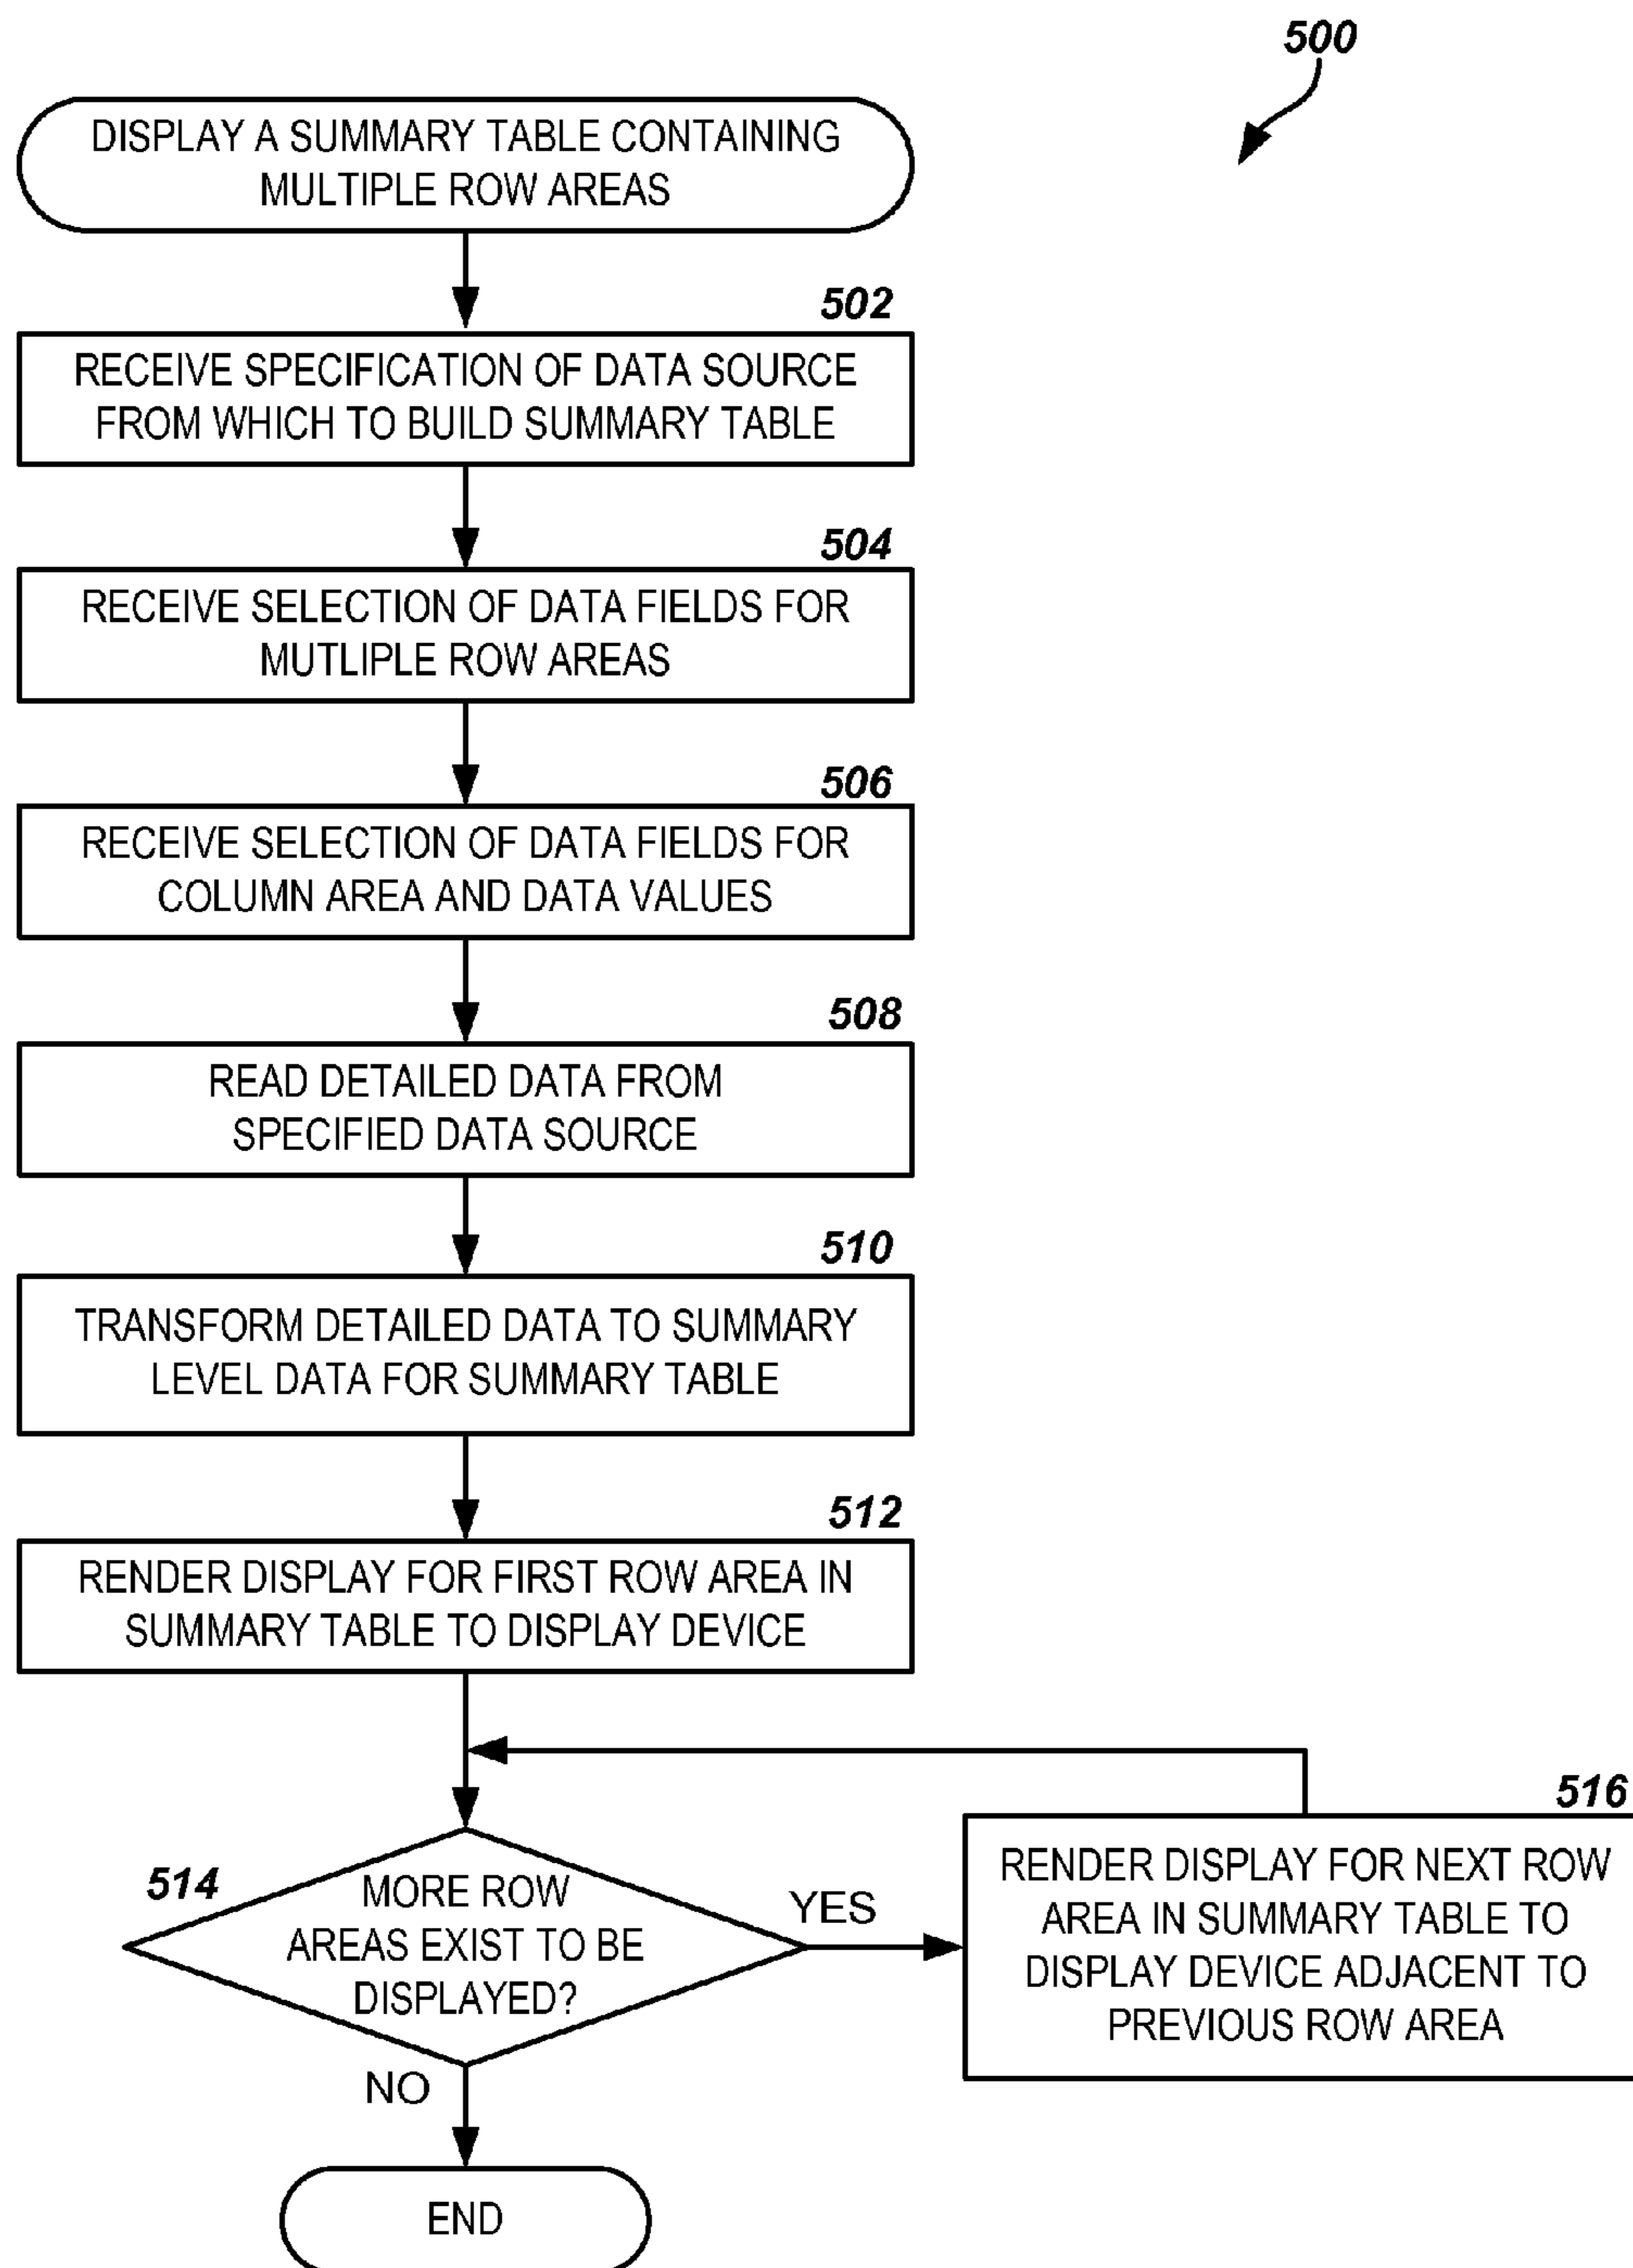 500
DISPLAY A SUMMARY TABLE CONTAINING
MULTIPLE ROW AREAS
502
RECEIVE SPECIFICATION OF DATA SOURCE
FROM WHICH TO BUILD SUMMARY TABLE
504
RECEIVE SELECTION OF DATA FIELDS FOR
MUTLIPLE ROW AREAS
506
RECEIVE SELECTION OF DATA FIELDS FOR
COLUMN AREA AND DATA VALUES
508
READ DETAILED DATA FROM
SPECIFIED DATA SOURCE
510
TRANSFORM DETAILED DATA TO SUMMARY
LEVEL DATA FOR SUMMARY TABLE
512
RENDER DISPLAY FOR FIRST ROW AREA IN
SUMMARY TABLE TO DISPLAY DEVICE
514
MORE ROW
AREAS EXIST TO BE
DISPLAYED?
YES
516
RENDER DISPLAY FOR NEXT ROW
AREA IN SUMMARY TABLE TO
DISPLAY DEVICE ADJACENT TO
PREVIOUS ROW AREA
NO
END